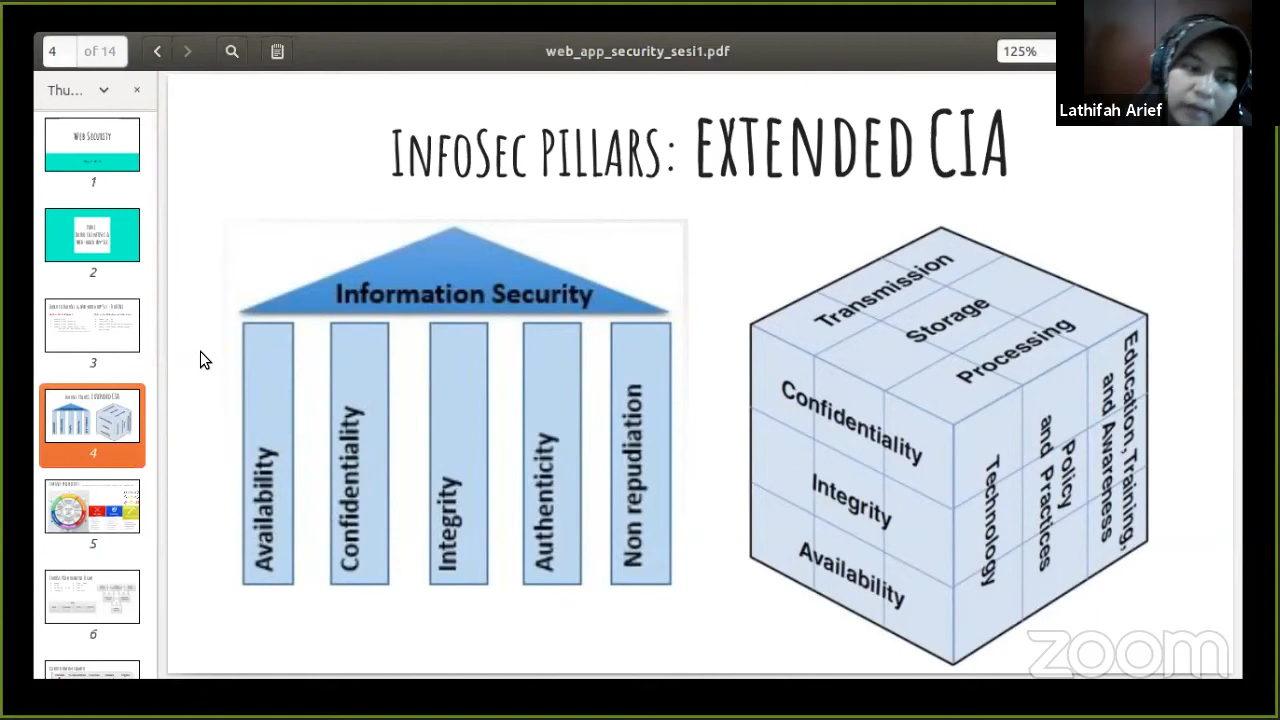 4 of 14
web_app_security_sesi1.pdf
125%
Lathifah Arief
Thu...
WEB SECURITY
1
2
3
4
5
6
INFOSEC PILLARS: EXTENDED CIA
Information Security
Availability
Confidentiality
Integrity
Authenticity
Non repudiation
Transmission
Storage
Processing
Confidentiality
Integrity
Availability
Technology
Policy
and Practices
Education, Training,
and Awareness
zoom